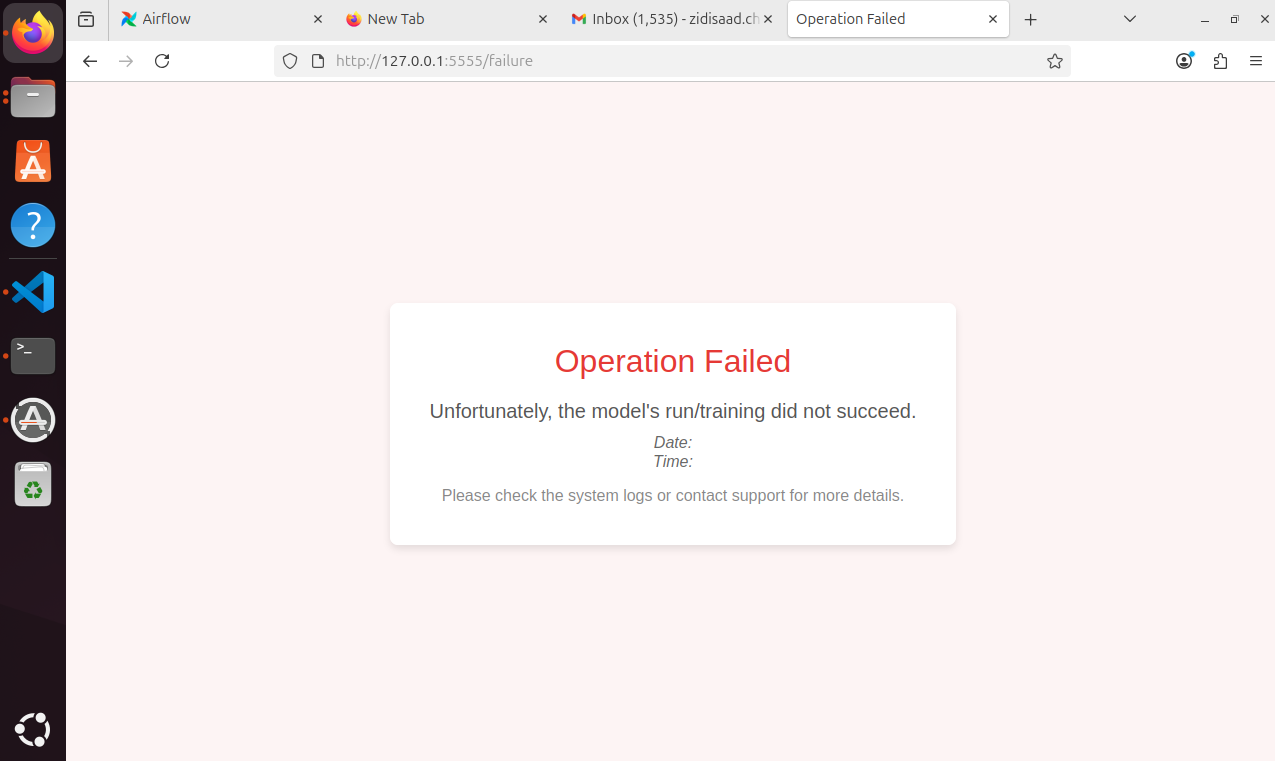 Airflow
New Tab
Inbox (1,535) - zidisaad.ch
Operation Failed
http://127.0.0.1:5555/failure
Operation Failed
Unfortunately, the model's run/training did not succeed.
Date:
Time:
Please check the system logs or contact support for more details.